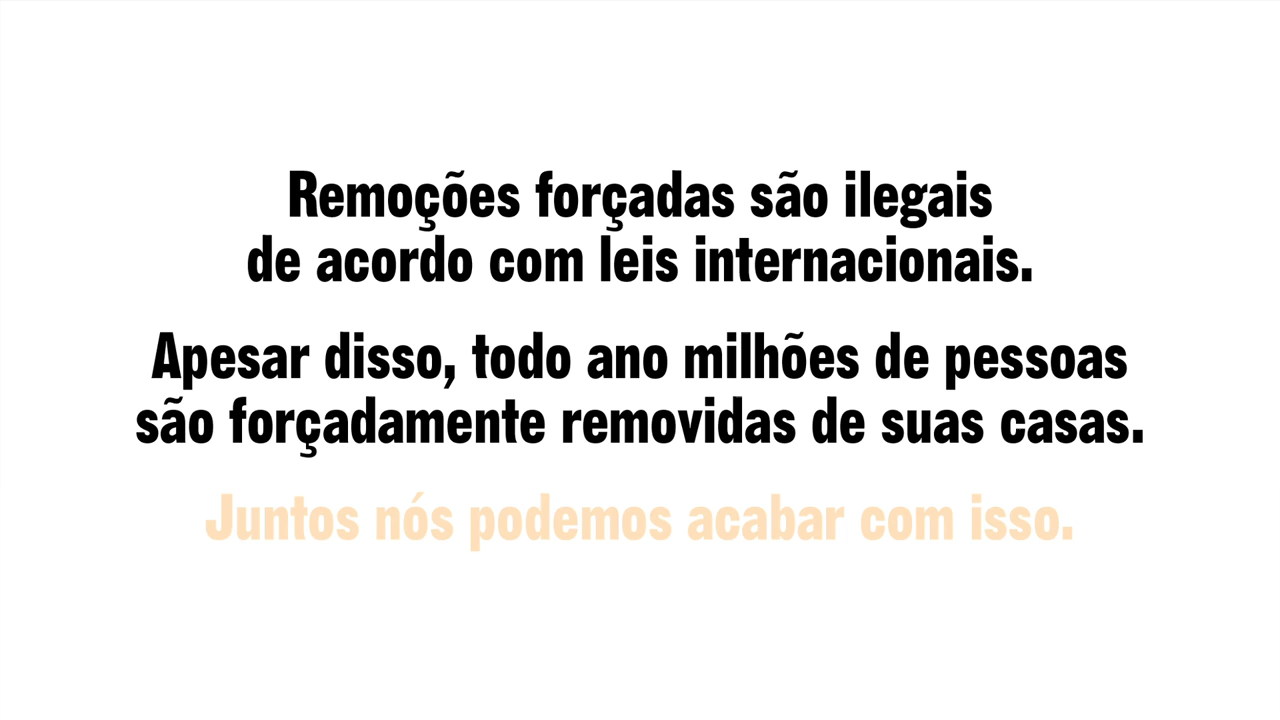 Remoções forçadas são ilegais
de acordo com leis internacionais.
Apesar disso, todo ano milhões de pessoas
são forçadamente removidas de suas casas.
Juntos nós podemos acabar com isso.